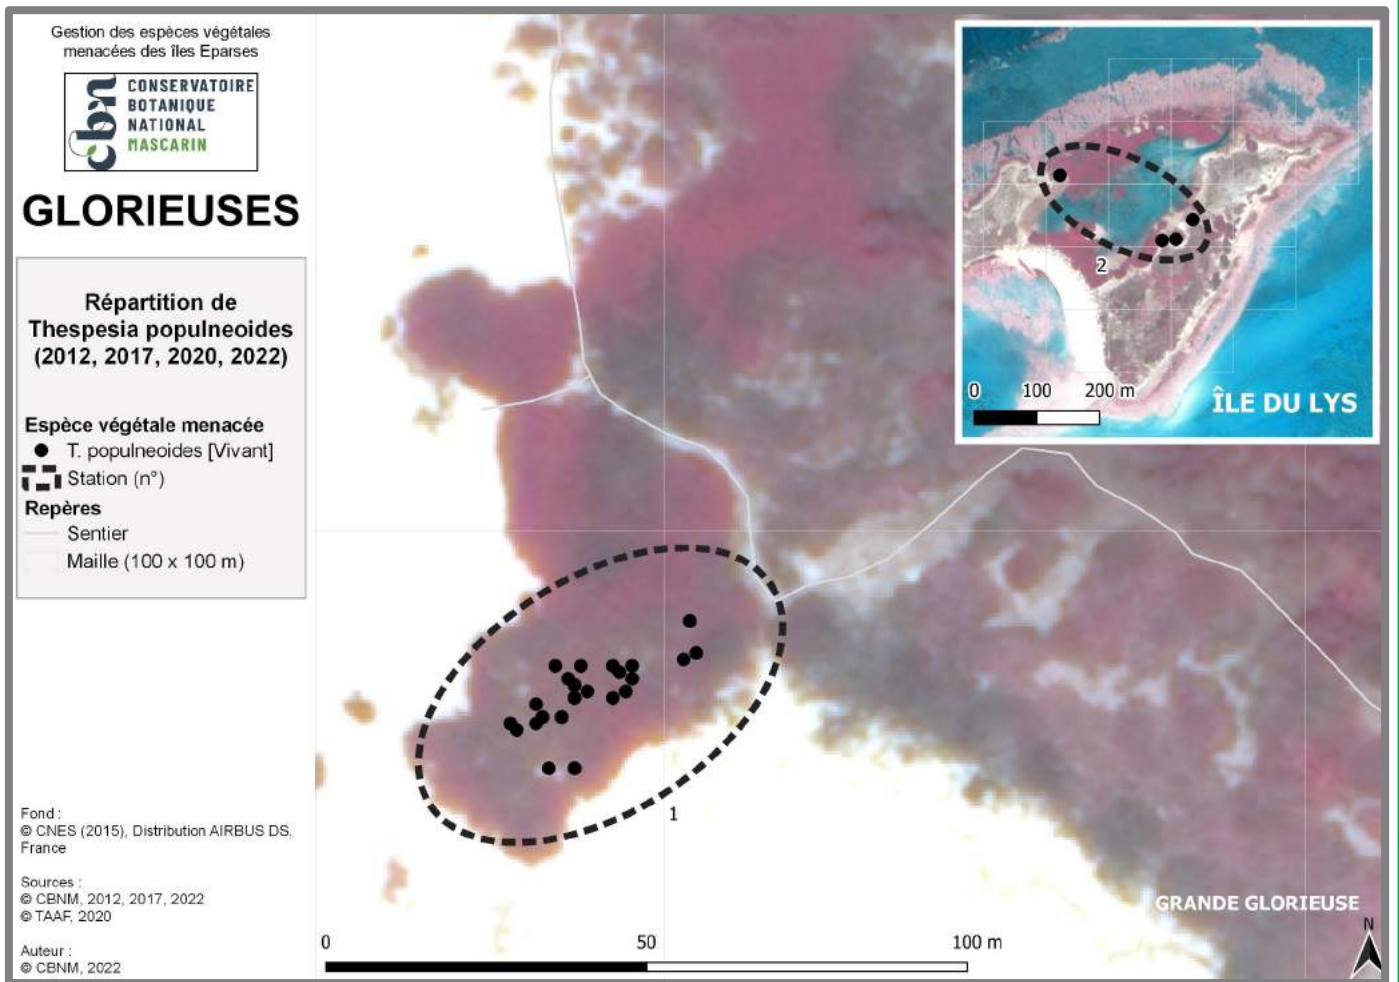 Gestion des espèces végétales
menacées des îles Eparses
cbn
CONSERVATOIRE
BOTANIQUE
NATIONAL
MASCARIN
GLORIEUSES
Répartition de
Thespesia populneoides
(2012, 2017, 2020, 2022)
Espèce végétale menacée
T. populneoides [Vivant]
Station (n°)
Repères
Sentier
Maille (100 x 100 m)
Fond :
© CNES (2015), Distribution AIRBUS DS,
France
Sources :
© CBNM, 2012, 2017, 2022
© TAAF, 2020
Auteur :
© CBNM, 2022
2
0 100 200 m
ÎLE DU LYS
1
GRANDE GLORIEUSE
N
0 50 100 m